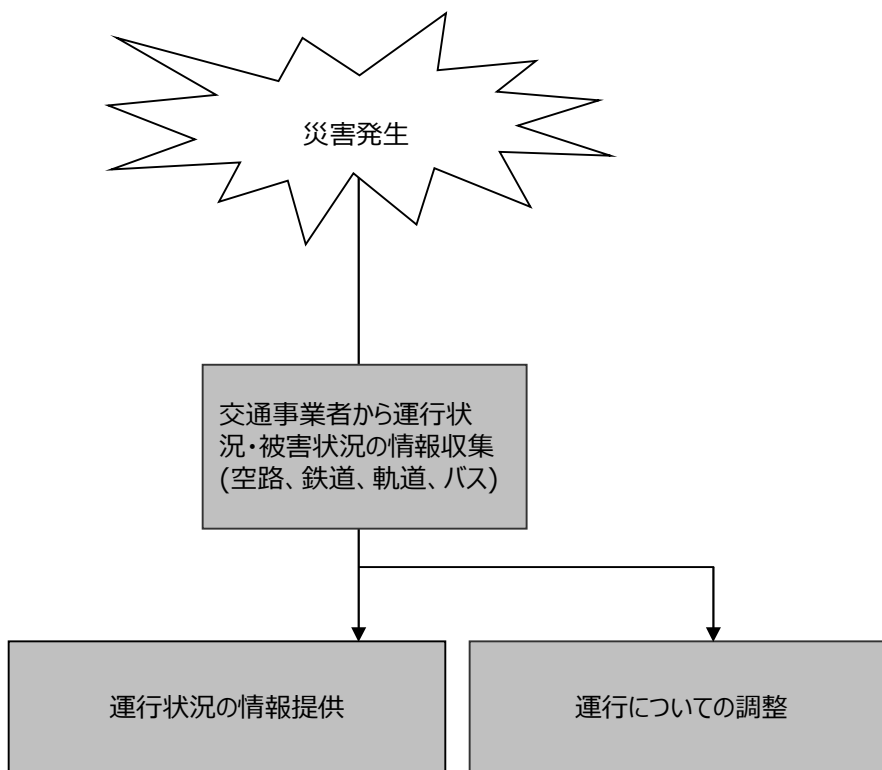 災害発生
交通事業者から運行状
況・被害状況の情報収集
(空路、鉄道、軌道、バス)
運行状況の情報提供
運行についての調整